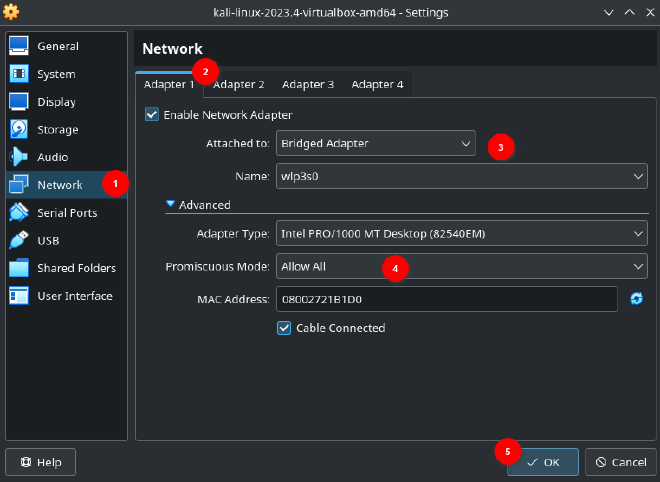 kali-linux-2023.4-virtualbox-amd64 - Settings
General
System
Display
Storage
Audio
Network
1
Serial Ports
USB
Shared Folders
User Interface
Network
2
Adapter 1 Adapter 2 Adapter 3 Adapter 4
Enable Network Adapter
Attached to: Bridged Adapter
3
Name: wlp3s0
Advanced
Adapter Type: Intel PRO/1000 MT Desktop (82540EM)
Promiscuous Mode: Allow All
4
MAC Address: 08002721B1D0
Cable Connected
5
Help
OK
Cancel